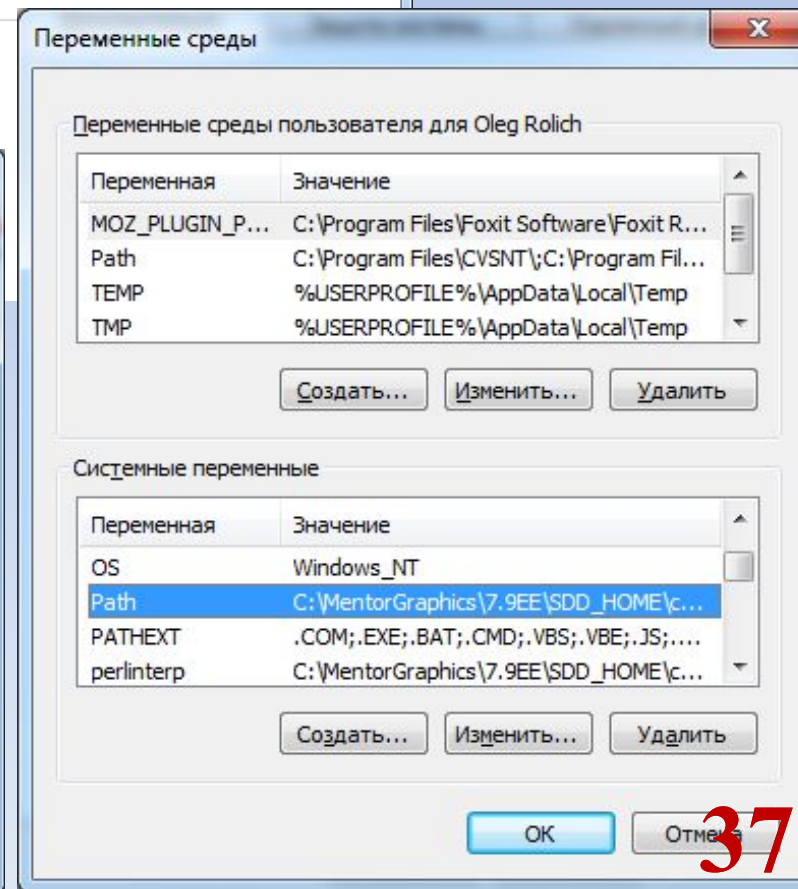 Переменные среды
Переменные среды пользователя для Oleg Rolich
Переменная Значение
MOZ_PLUGIN_P... C:\Program Files\Foxit Software\Foxit R...
Path C:\Program Files\CVSNT\;C:\Program Fil...
TEMP %USERPROFILE%\AppData\Local\Temp
TMP %USERPROFILE%\AppData\Local\Temp
Создать... Изменить... Удалить
Системные переменные
Переменная Значение
OS Windows_NT
Path C:\MentorGraphics\7.9EE\SDD_HOME\c...
PATHEXT .COM;.EXE;.BAT;.CMD;.VBS;.VBE;.JS;....
perlinterp C:\MentorGraphics\7.9EE\SDD_HOME\c...
Создать... Изменить... Удалить
OK Отмена
37